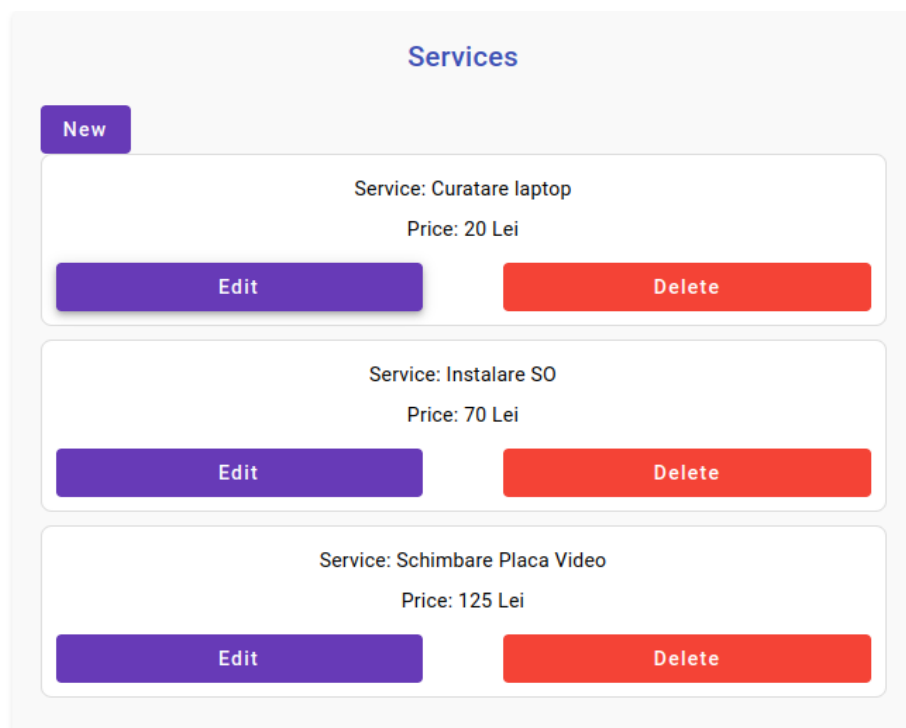 Services
New
Service: Curatare laptop
Price: 20 Lei
Edit Delete
Service: Instalare SO
Price: 70 Lei
Edit Delete
Service: Schimbare Placa Video
Price: 125 Lei
Edit Delete